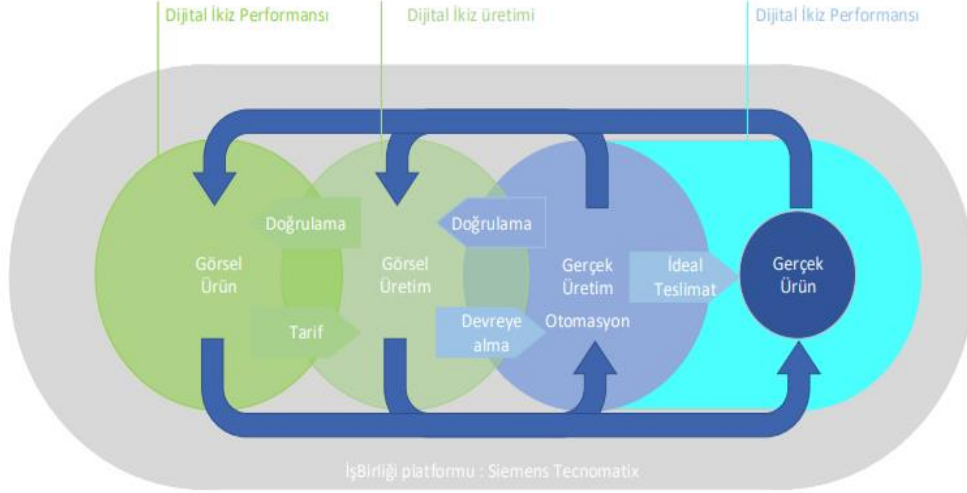 Dijital İkiz Performansı
Dijital İkiz üretimi
Dijital İkiz Performansı
Doğrulama
Doğrulama
Görsel
Ürün
Görsel
Üretim
Gerçek
Üretim
İdeal
Teslimat
Gerçek
Ürün
Tarif
Devreye
alma
Otomasyon
İşBirliği platformu : Siemens Tecnomatix